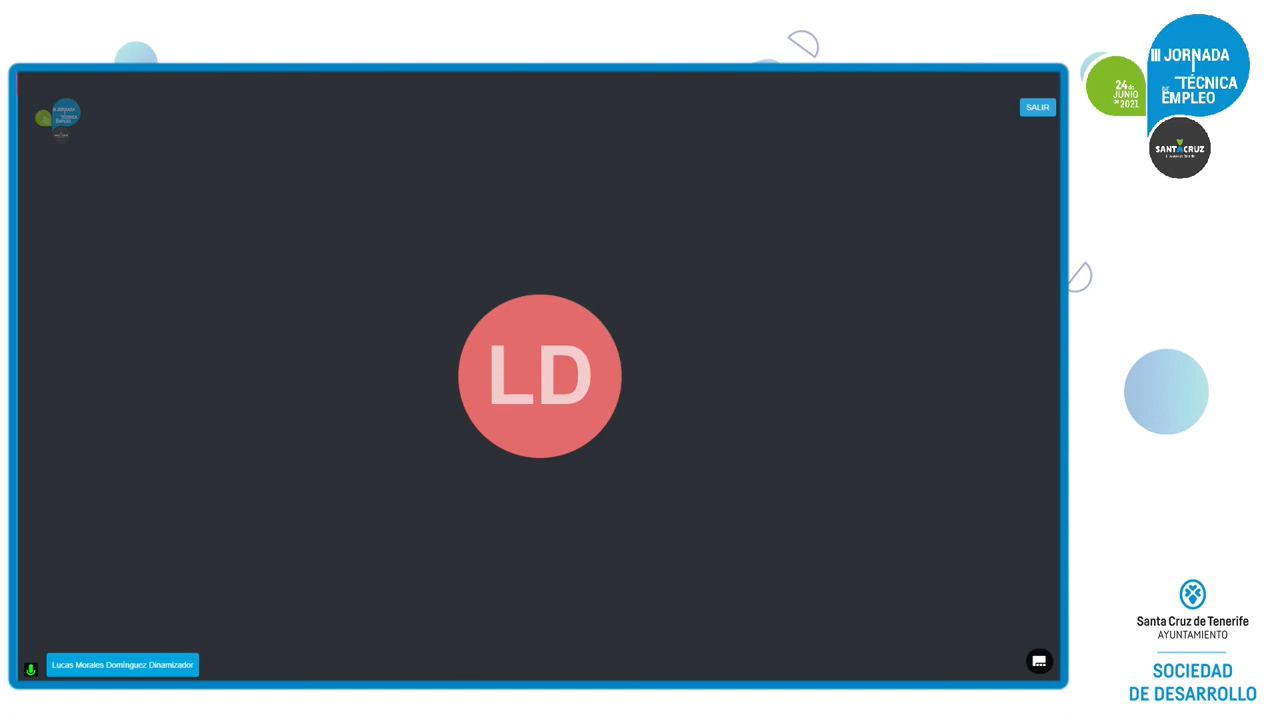 III JORNADA
TÉCNICA
DE EMPLEO
24 de
JUNIO
de 2021
SANTA CRUZ
SALIR
LD
Lucas Morales Domínguez Dinamizador
Santa Cruz de Tenerife
AYUNTAMIENTO
SOCIEDAD
DE DESARROLLO